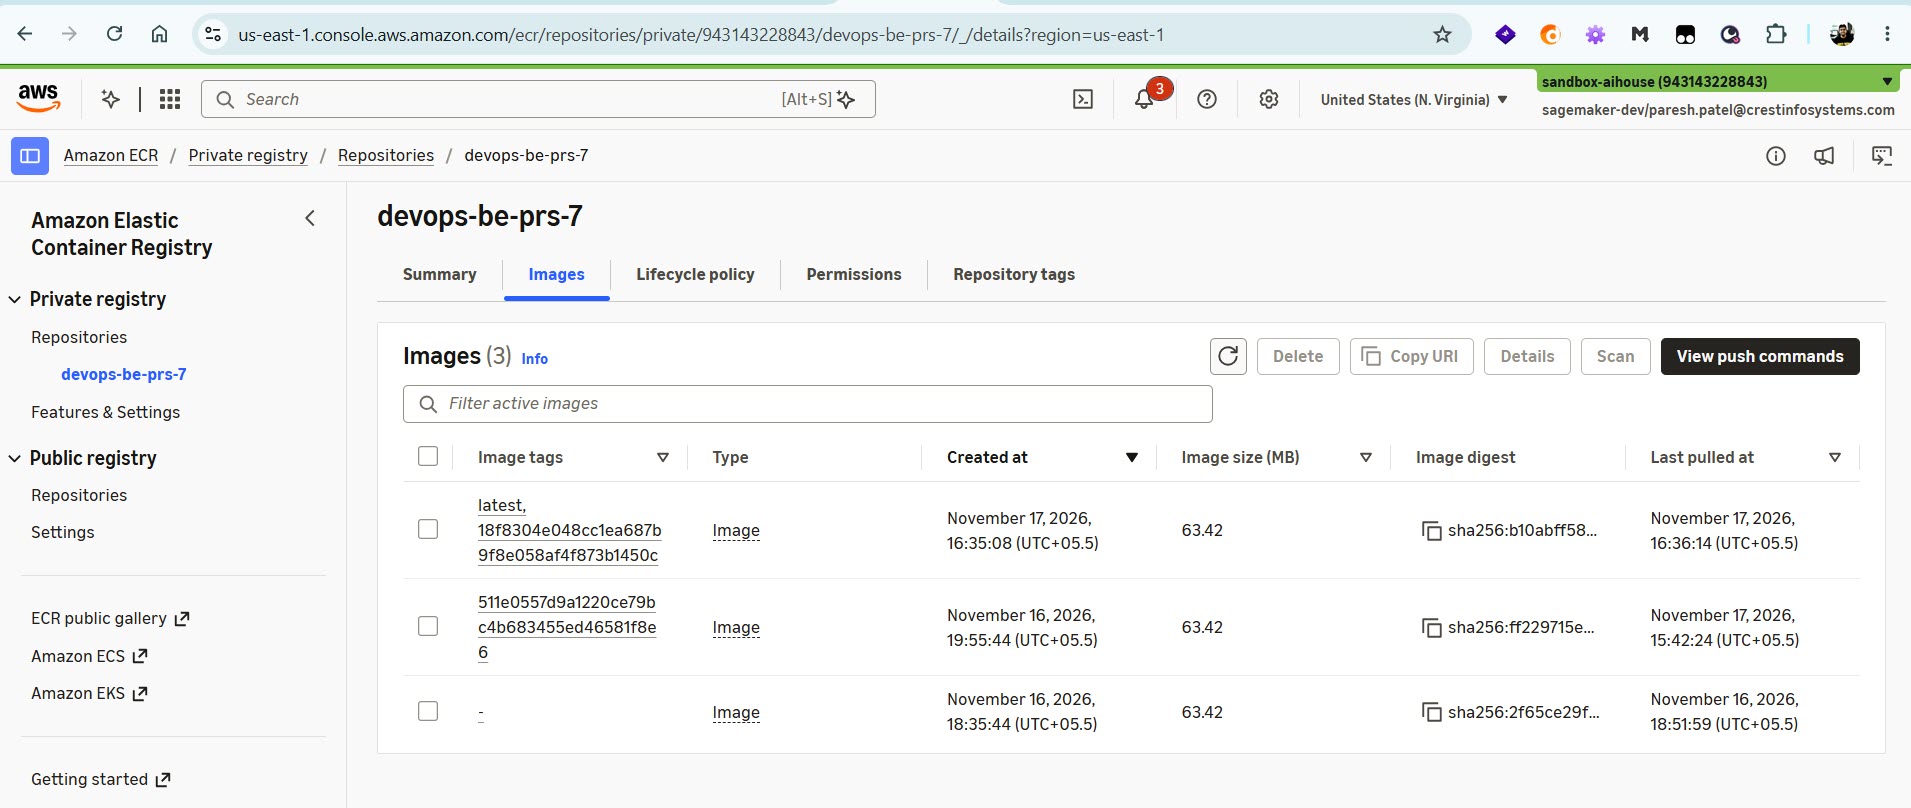 us-east-1.console.aws.amazon.com/ecr/repositories/private/943143228843/devops-be-prs-7/_/details?region=us-east-1
aws
Search
[Alt+S]
3
United States (N. Virginia)
sandbox-aihouse (943143228843)
sagemaker-dev/paresh.patel@crestinfosystems.com
Amazon ECR / Private registry / Repositories / devops-be-prs-7
Amazon Elastic
Container Registry
Private registry
Repositories
devops-be-prs-7
Features & Settings
Public registry
Repositories
Settings
ECR public gallery
Amazon ECS
Amazon EKS
Getting started
devops-be-prs-7
Summary
Images
Lifecycle policy
Permissions
Repository tags
Images (3) Info
Delete
Copy URI
Details
Scan
View push commands
Filter active images
Image tags
Type
Created at
Image size (MB)
Image digest
Last pulled at
latest,
18f8304e048cc1ea687b
9f8e058af4f873b1450c
Image
November 17, 2026,
16:35:08 (UTC+05.5)
63.42
sha256:b10abff58...
November 17, 2026,
16:36:14 (UTC+05.5)
511e0557d9a1220ce79b
c4b683455ed46581f8e
6
Image
November 16, 2026,
19:55:44 (UTC+05.5)
63.42
sha256:ff229715e...
November 17, 2026,
15:42:24 (UTC+05.5)
-
Image
November 16, 2026,
18:35:44 (UTC+05.5)
63.42
sha256:2f65ce29f...
November 16, 2026,
18:51:59 (UTC+05.5)